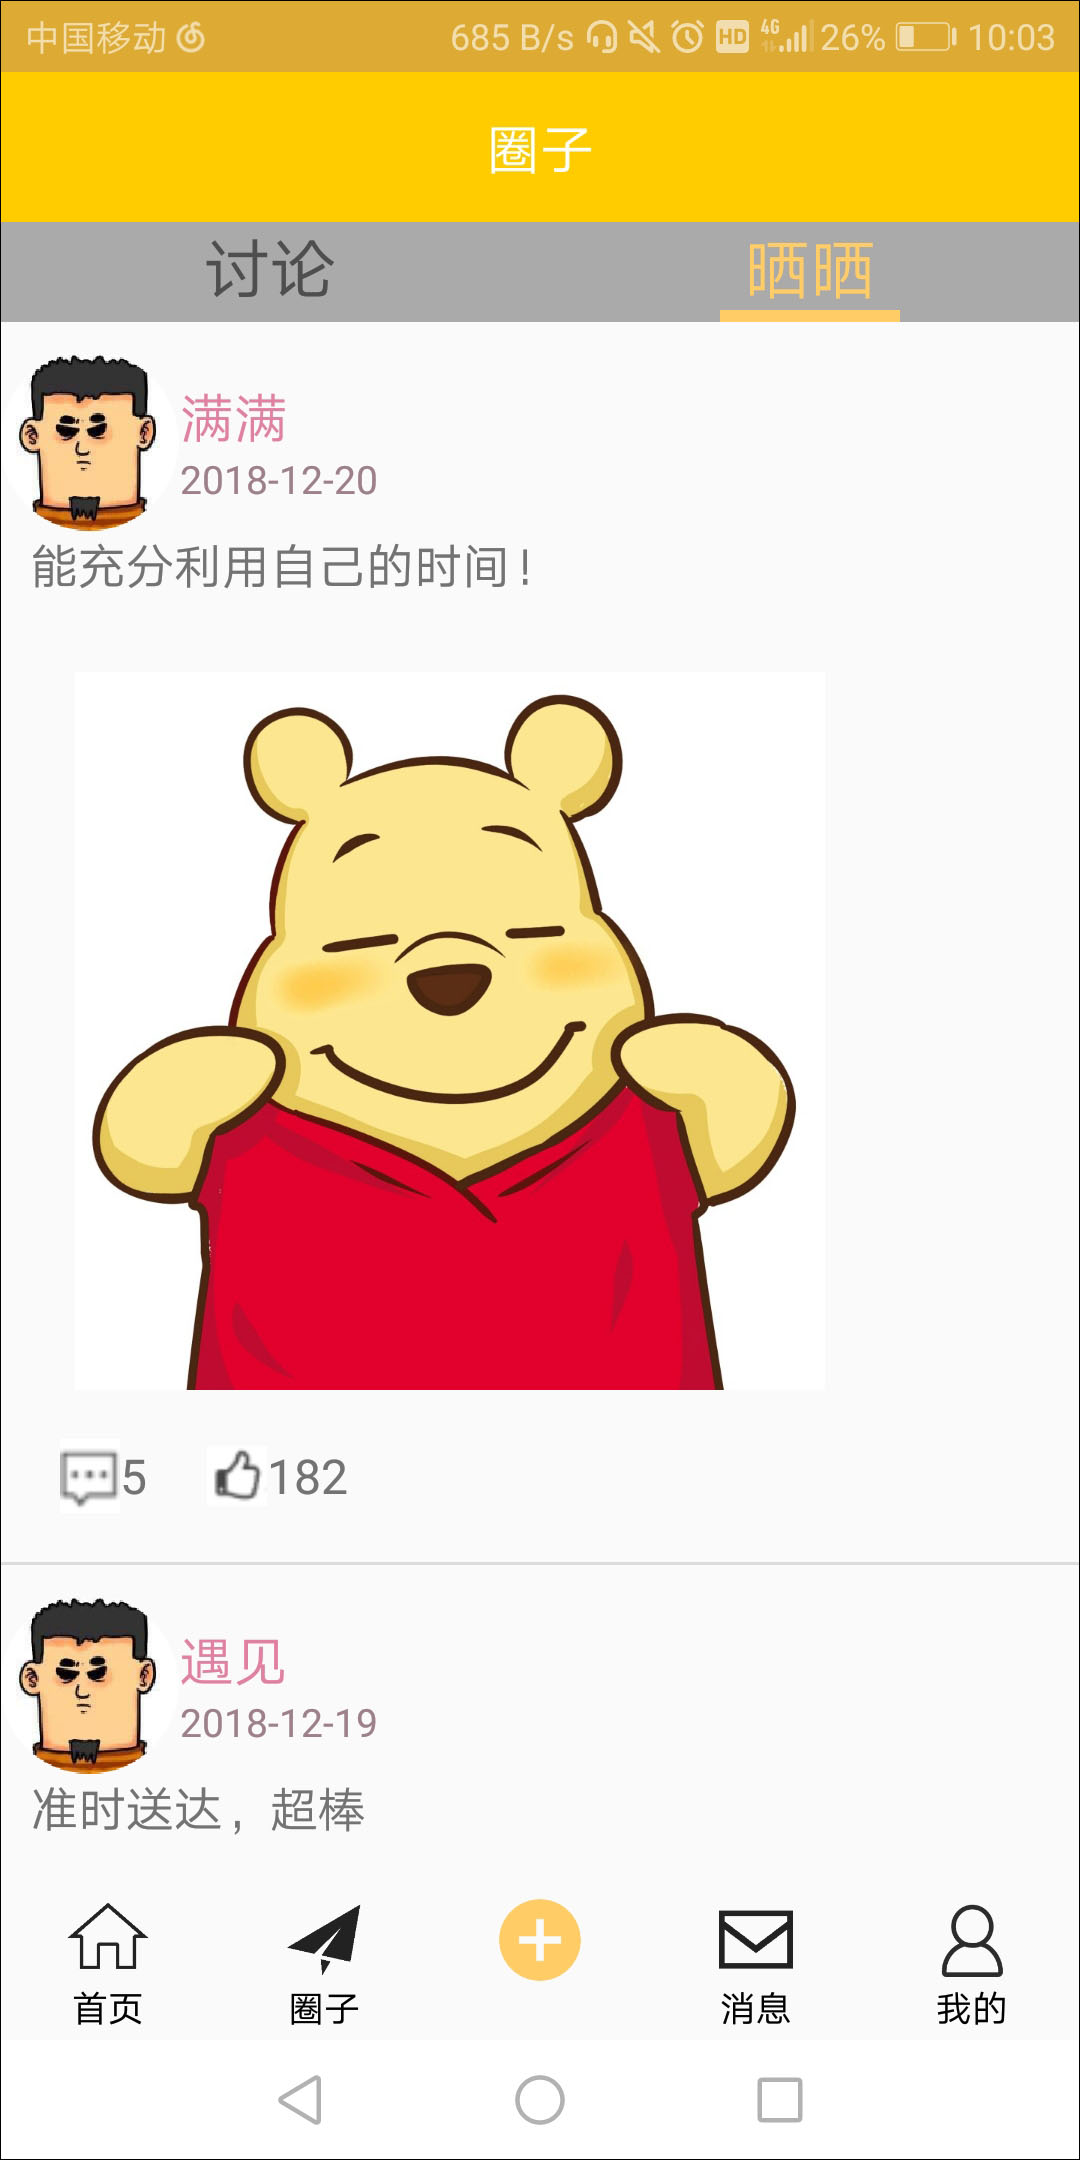 中国移动 685 B/s HD 4G 26% 10:03
圈子
讨论 晒晒
满满
2018-12-20
能充分利用自己的时间！
5 182
遇见
2018-12-19
准时送达，超棒
首页 圈子 消息 我的